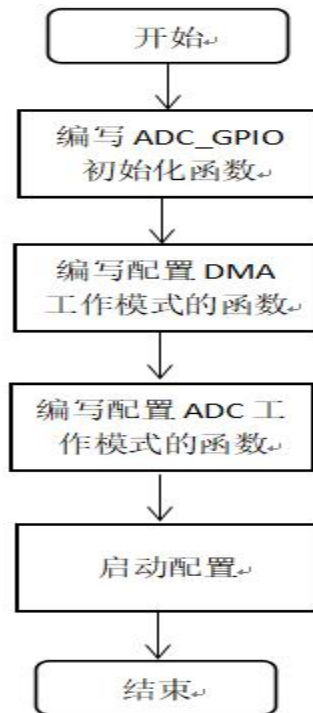 开始
编写 ADC_GPIO
初始化函数
编写配置 DMA
工作模式的函数
编写配置 ADC 工
作模式的函数
启动配置
结束